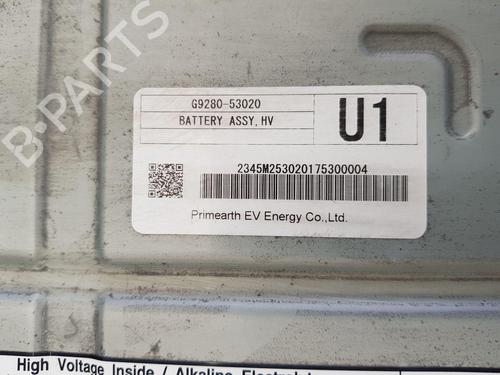 B-PARTS
G9280-53020
BATTERY ASSY, HV
U1
2345M253020175300004
Primearth EV Energy Co.,Ltd.
High Voltage Inside / Alkaline